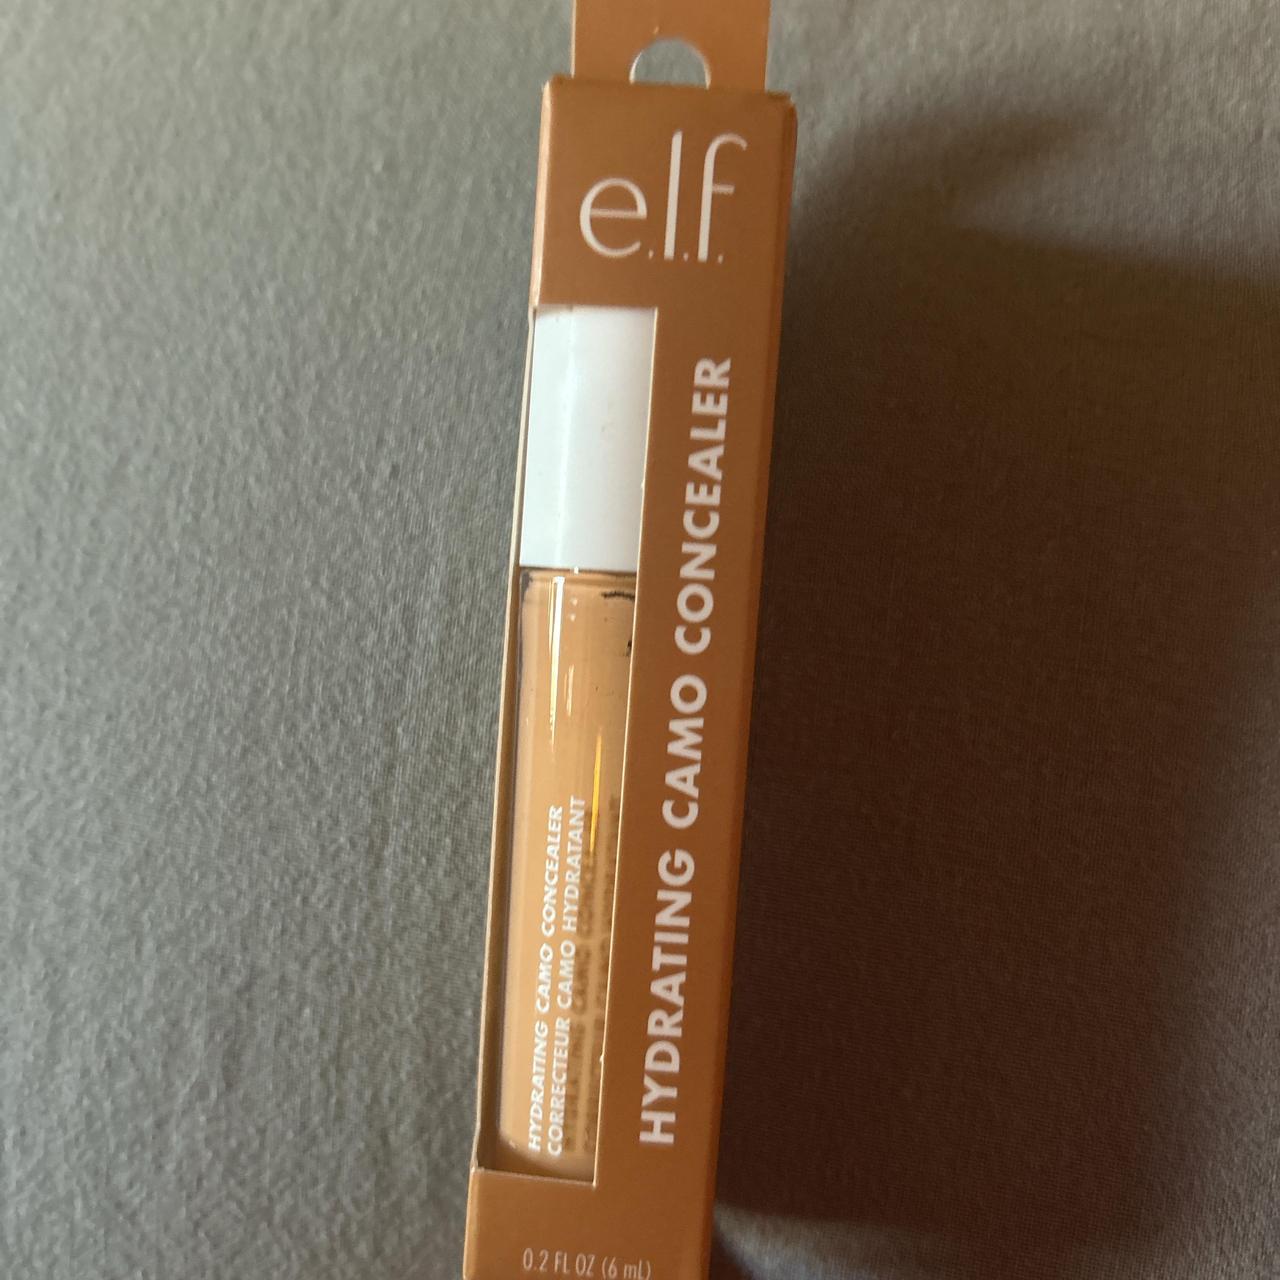 e.l.f.
HYDRATING CAMO CONCEALER
HYDRATING CAMO CONCEALER
CORRECTEUR CAMO HYDRATANT
0.2 FL OZ (6 mL)